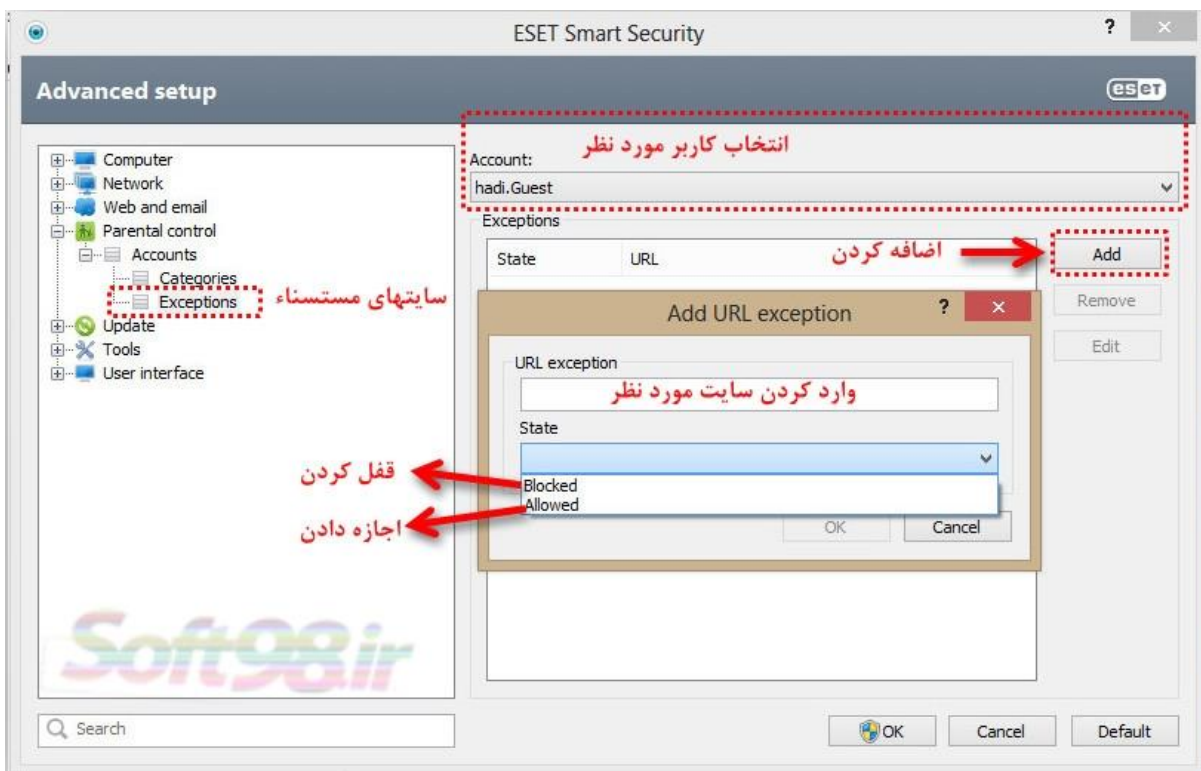 ESET Smart Security
?
Advanced setup
eset
Computer
Network
Web and email
Parental control
Accounts
Categories
Exceptions
سایتهای مستسناء
Update
Tools
User interface
انتخاب کاربر مورد نظر
Account:
hadi.Guest
Exceptions
State URL
اضافه کردن
Add
Remove
Edit
Add URL exception
?
URL exception
وارد کردن سایت مورد نظر
State
قفل کردن
Blocked
اجازه دادن
Allowed
OK Cancel
Soft98.ir
Search
OK Cancel Default